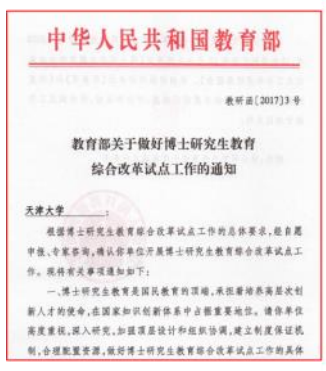 中华人民共和国教育部
教研函[2017]3 号
教育部关于做好博士研究生教育
综合改革试点工作的通知
天津大学：
根据博士研究生教育综合改革试点工作的总体要求,经自愿
申报、专家咨询,确认你单位开展博士研究生教育综合改革试点工
作。现将有关事项通知如下：
一、博士研究生教育是国民教育的顶端,承担着培养高层次创
新人才的使命,在国家知识创新体系中占据重要地位。请你单位
高度重视,深入研究,加强顶层设计和组织协调,建立制度保证机
制,合理配置资源,做好博士研究生教育综合改革试点工作的具体